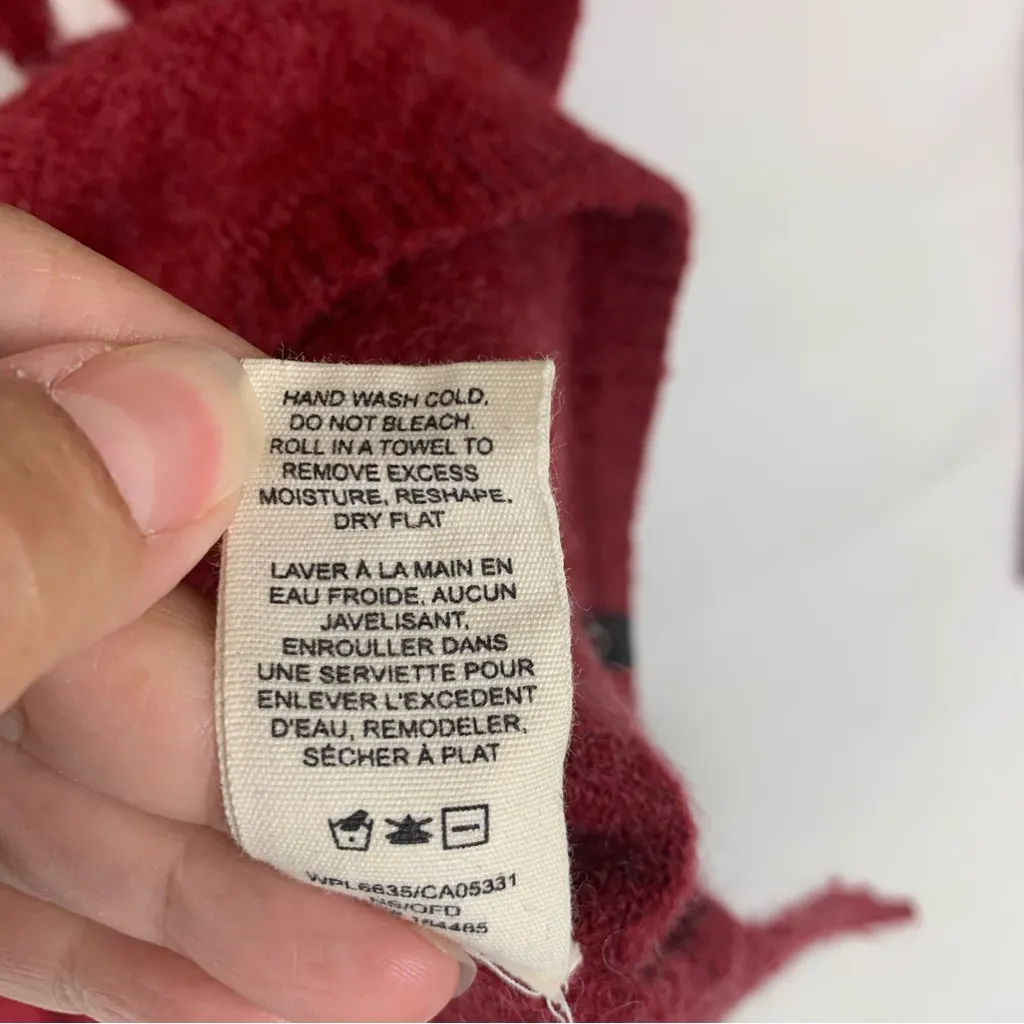 HAND WASH COLD,
DO NOT BLEACH.
ROLL IN A TOWEL TO
REMOVE EXCESS
MOISTURE, RESHAPE.
DRY FLAT
LAVER À LA MAIN EN
EAU FROIDE, AUCUN
JAVELISANT,
ENROULLER DANS
UNE SERVIETTE POUR
ENLEVER L'EXCEDENT
D'EAU, REMODELER,
SÉCHER À PLAT
WPL6635/CA05331